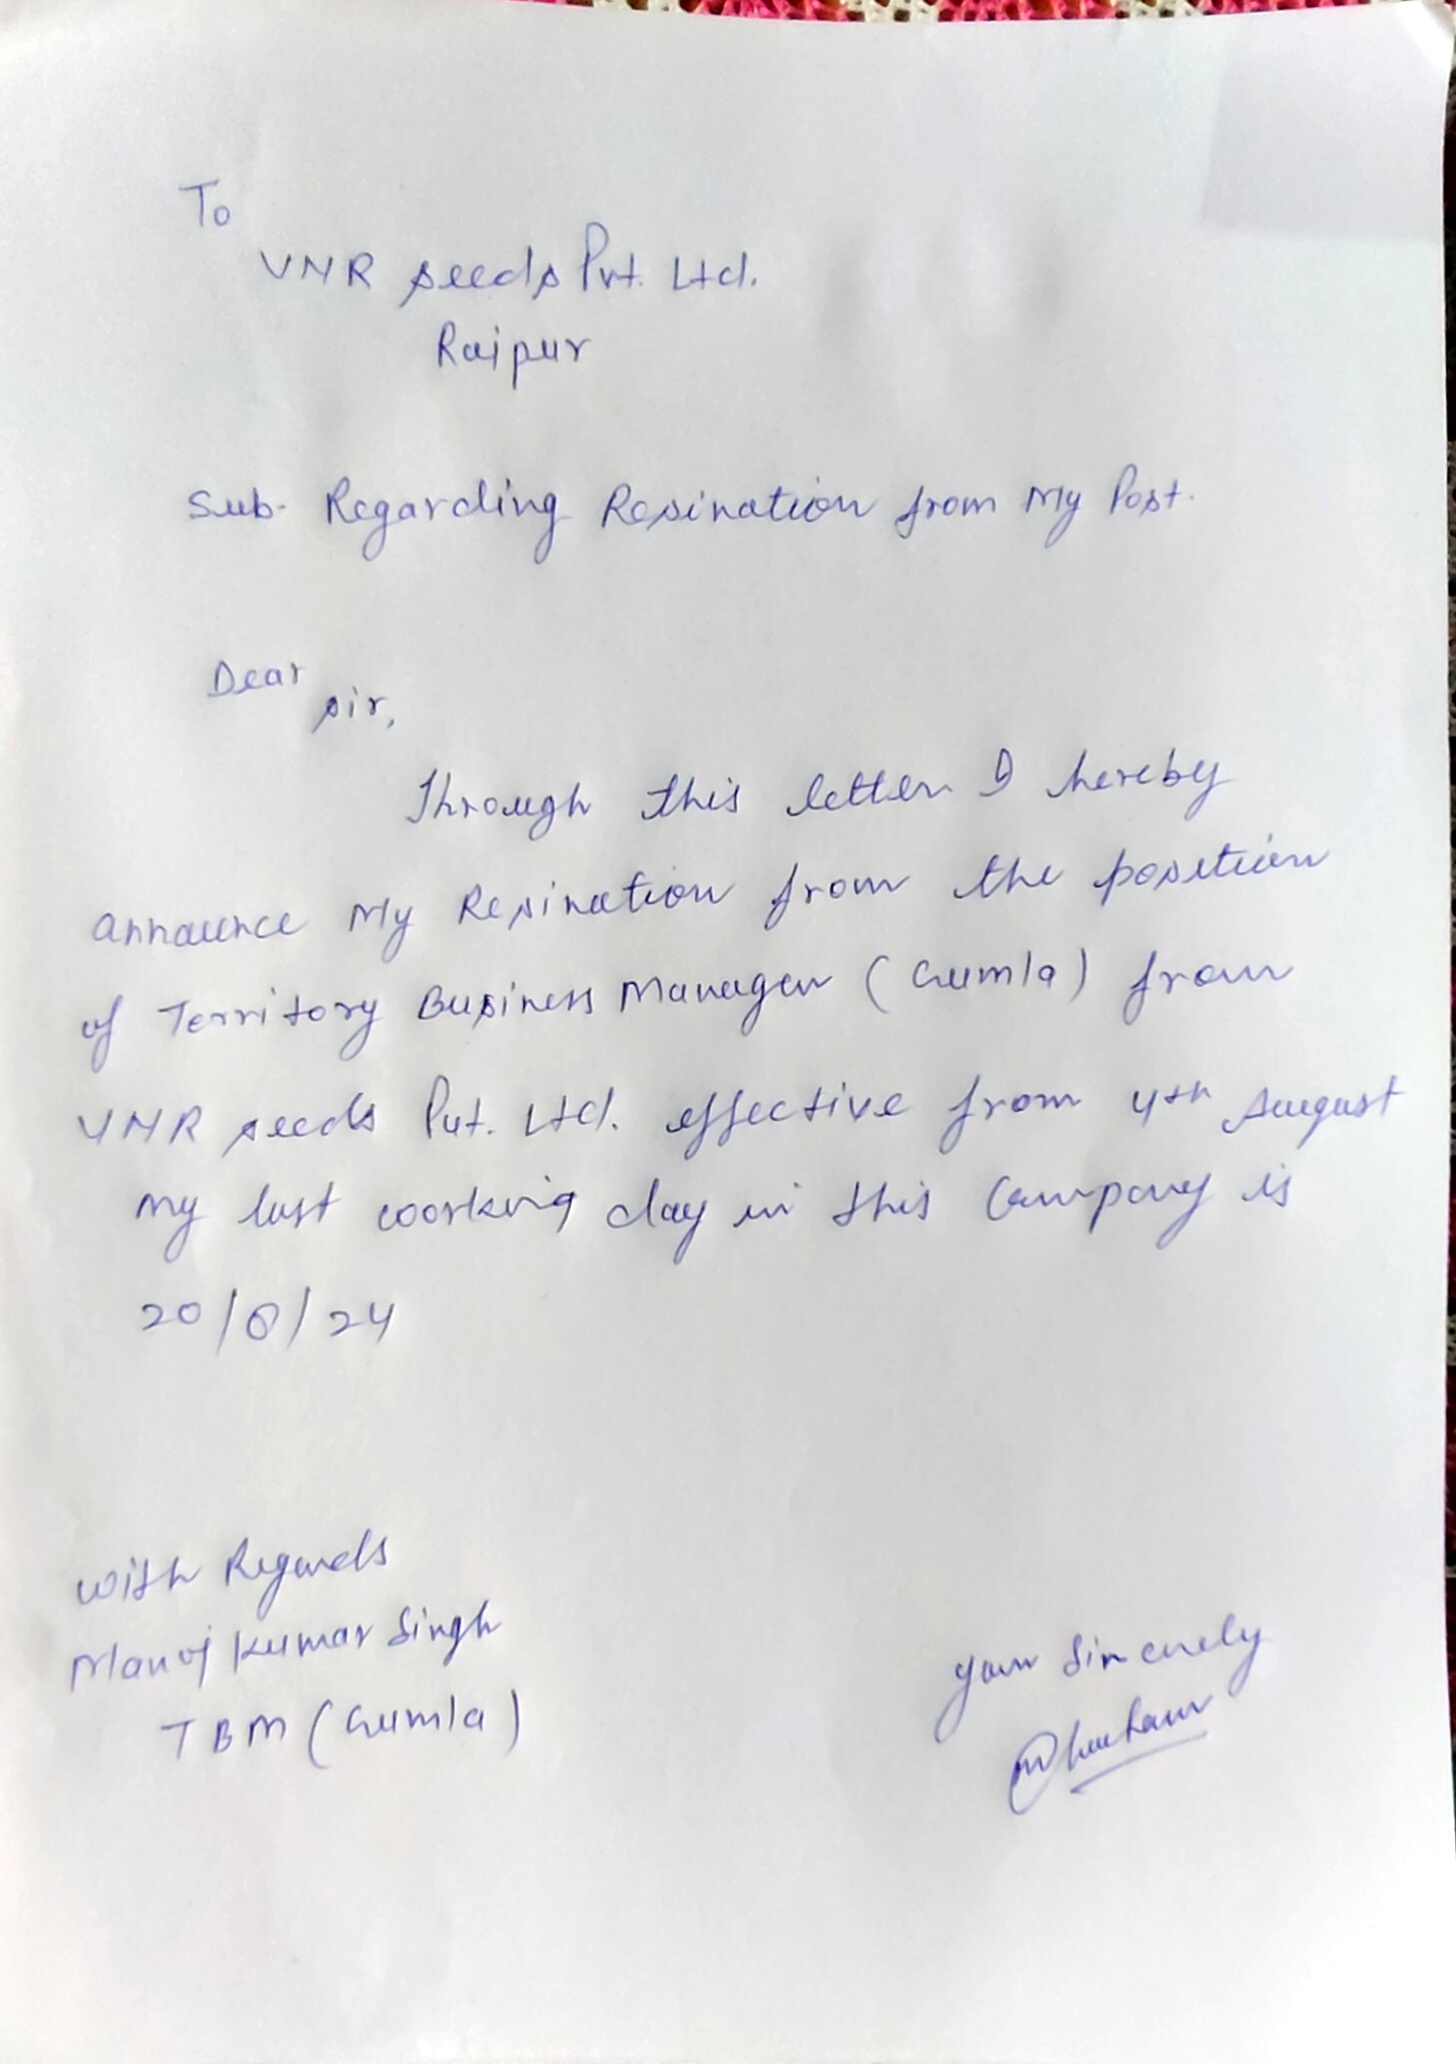 To
VNR seeds Pvt. Ltd.
Raipur
Sub- Regarding Resination from My Post.
Dear
sir,
Through this letter I hereby
announce My Resination from the position
of Territory Business Manager (Gumla) from
VNR seeds Pvt. Ltd. effective from 4th August
my last working day in this Company is
20/8/24
with Regards
Manoj Kumar Singh
TBM (Gumla)
your Sincerely